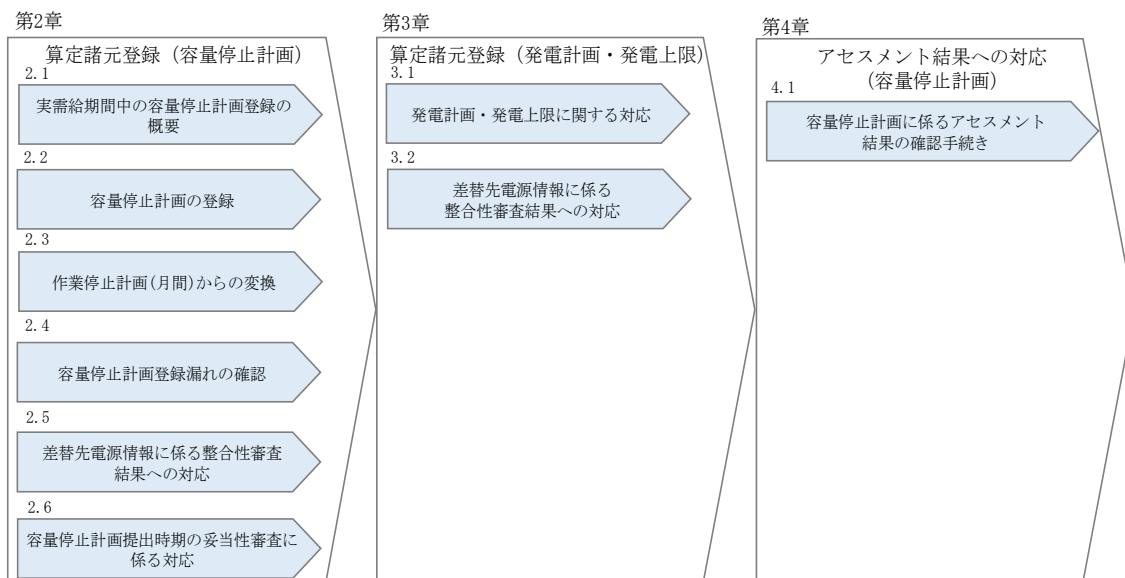 第2章
算定諸元登録（容量停止計画）
2.1
実需給期間中の容量停止計画登録の
概要
2.2
容量停止計画の登録
2.3
作業停止計画(月間)からの変換
2.4
容量停止計画登録漏れの確認
2.5
差替先電源情報に係る整合性審査
結果への対応
2.6
容量停止計画提出時期の妥当性審査に
係る対応
第3章
算定諸元登録（発電計画・発電上限）
3.1
発電計画・発電上限に関する対応
3.2
差替先電源情報に係る
整合性審査結果への対応
第4章
アセスメント結果への対応
(容量停止計画)
4.1
容量停止計画に係るアセスメント
結果の確認手続き